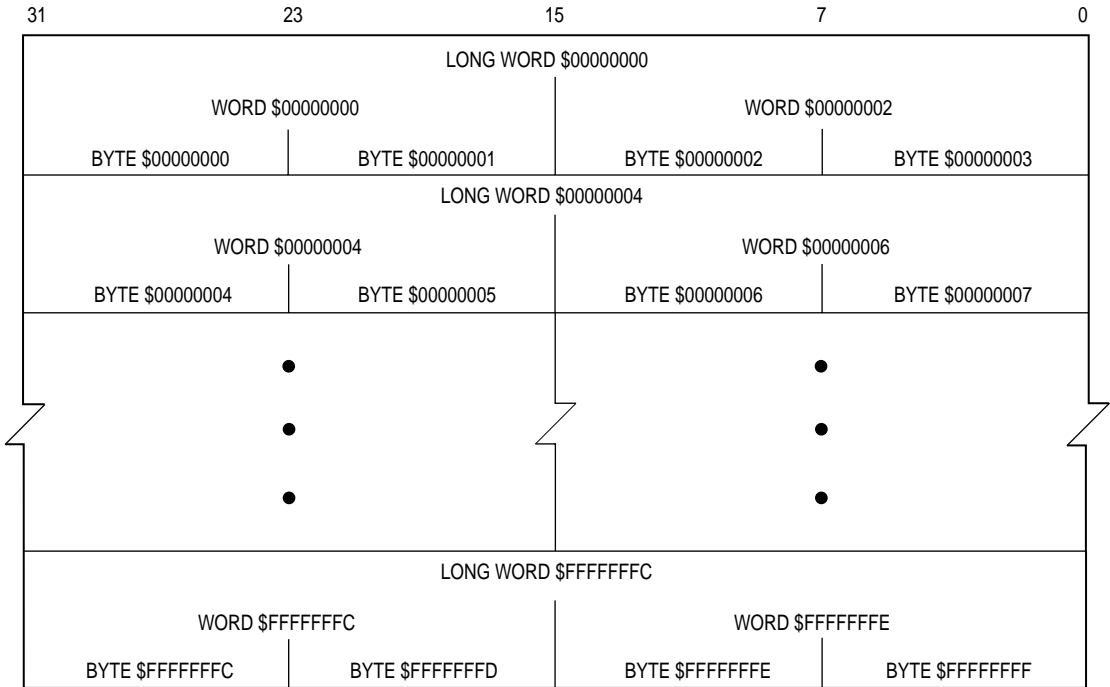 31 23 15 7 0
LONG WORD $00000000
WORD $00000000 WORD $00000002
BYTE $00000000 BYTE $00000001 BYTE $00000002 BYTE $00000003
LONG WORD $00000004
WORD $00000004 WORD $00000006
BYTE $00000004 BYTE $00000005 BYTE $00000006 BYTE $00000007
LONG WORD $FFFFFFFC
WORD $FFFFFFFC WORD $FFFFFFFE
BYTE $FFFFFFFC BYTE $FFFFFFFD BYTE $FFFFFFFE BYTE $FFFFFFFF